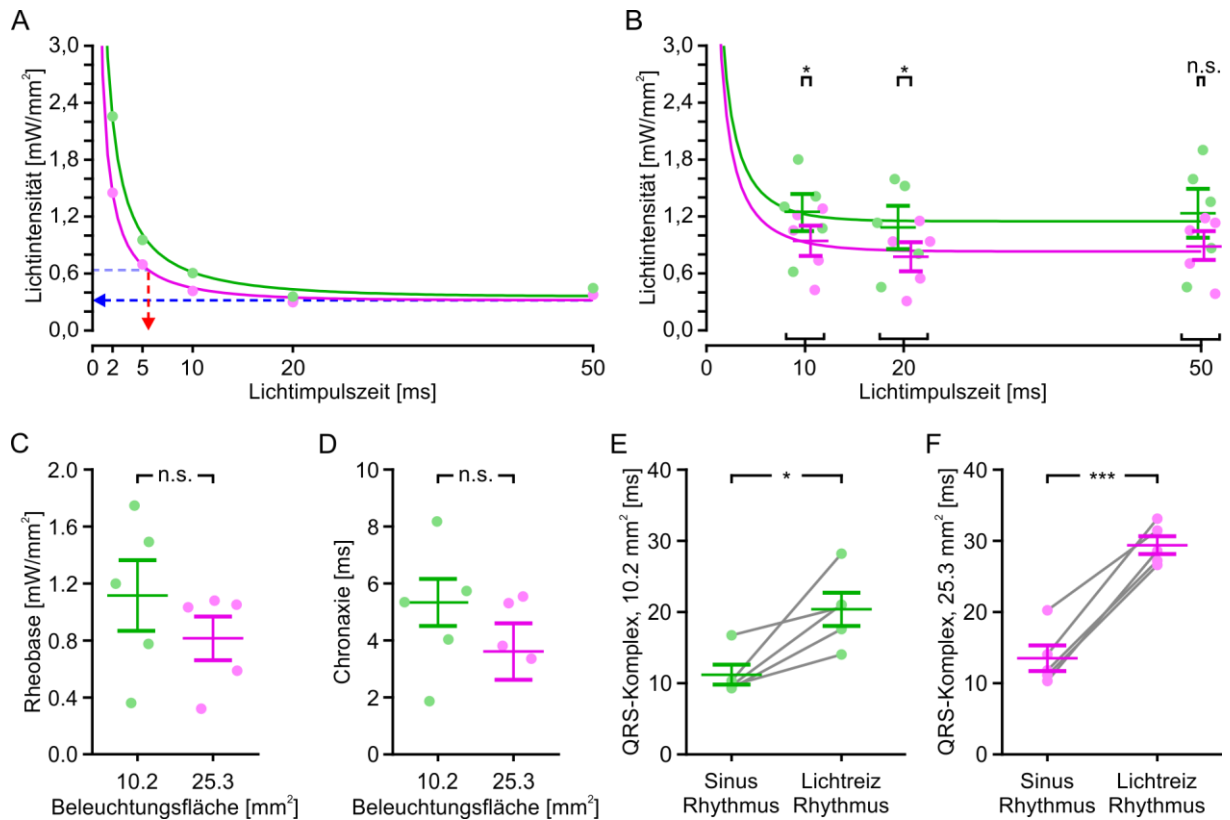 A
Lichtintensität [mW/mm²]
3,0
2,4
1,8
1,2
0,6
0,0
0 2 5 10 20 50
Lichtimpulszeit [ms]
B
Lichtintensität [mW/mm²]
3,0
2,4
1,8
1,2
0,6
0,0
* * n.s.
0 10 20 50
Lichtimpulszeit [ms]
C
Rheobase [mW/mm²]
2.0
1.6
1.2
0.8
0.4
0.0
n.s.
10.2 25.3
Beleuchtungsfläche [mm²]
D
Chronaxie [ms]
10
8
6
4
2
0
n.s.
10.2 25.3
Beleuchtungsfläche [mm²]
E
QRS-Komplex, 10.2 mm² [ms]
40
30
20
10
0
*
Sinus Lichtreiz
Rhythmus Rhythmus
F
QRS-Komplex, 25.3 mm² [ms]
40
30
20
10
0
***
Sinus Lichtreiz
Rhythmus Rhythmus